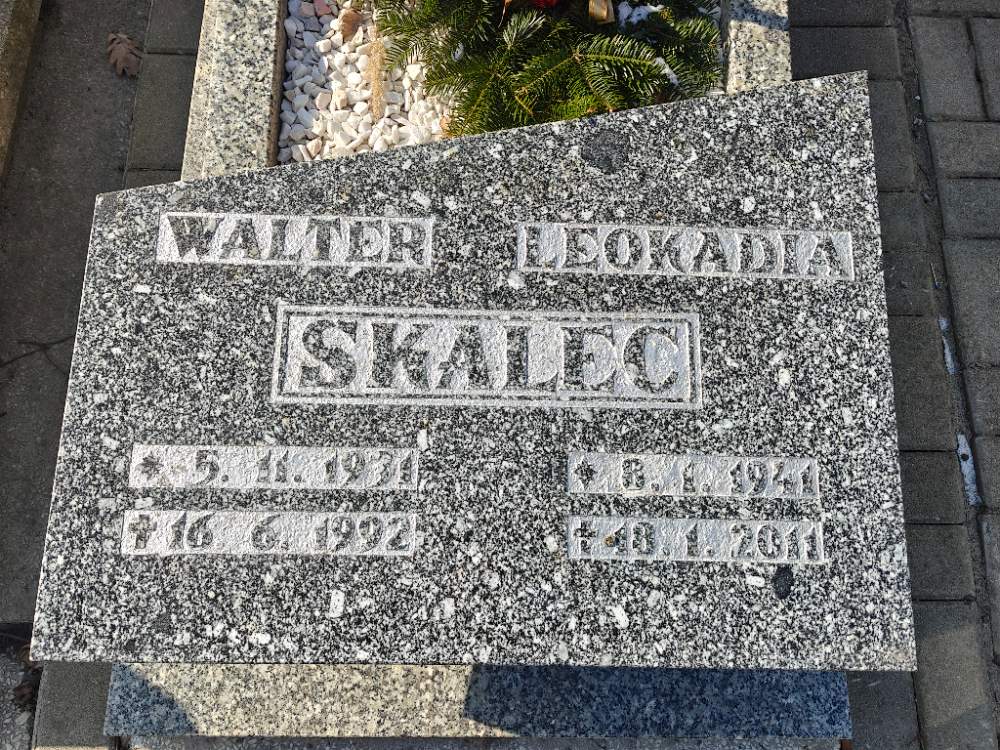 WALTER LEOKADIA
SKALEC
* 5. 11. 1931 * 8. 1. 1941
✝ 16 6. 1992 ✝ 18. 1. 2011